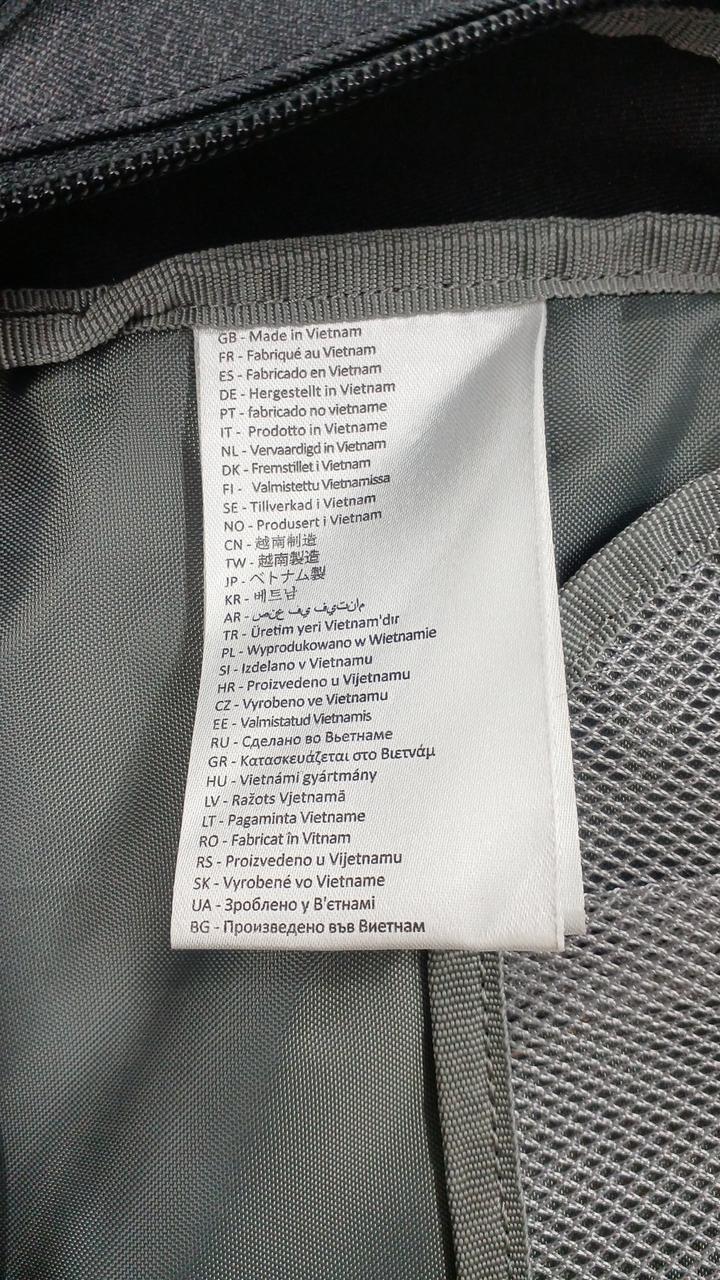 GB - Made in Vietnam
FR - Fabriqué au Vietnam
ES - Fabricado en Vietnam
DE - Hergestellt in Vietnam
PT - fabricado no vietname
IT - Prodotto in Vietname
NL - Vervaardigd in Vietnam
DK - Fremstillet i Vietnam
FI - Valmistettu Vietnamissa
SE - Tillverkad i Vietnam
NO - Produsert i Vietnam
CN - 越南制造
TW - 越南製造
JP - ベトナム製
KR - 베트남
AR - صنع في فيتنام
TR - Üretim yeri Vietnam'dır
PL - Wyprodukowano w Wietnamie
SI - Izdelano v Vietnamu
HR - Proizvedeno u Vijetnamu
CZ - Vyrobeno ve Vietnamu
EE - Valmistatud Vietnamis
RU - Сделано во Вьетнаме
GR - Κατασκευάζεται στο Βιετνάμ
HU - Vietnámi gyártmány
LV - Ražots Vjetnamā
LT - Pagaminta Vietname
RO - Fabricat în Vitnam
RS - Proizvedeno u Vijetnamu
SK - Vyrobené vo Vietname
UA - Зроблено у В'єтнамі
BG - Произведено във Виетнам